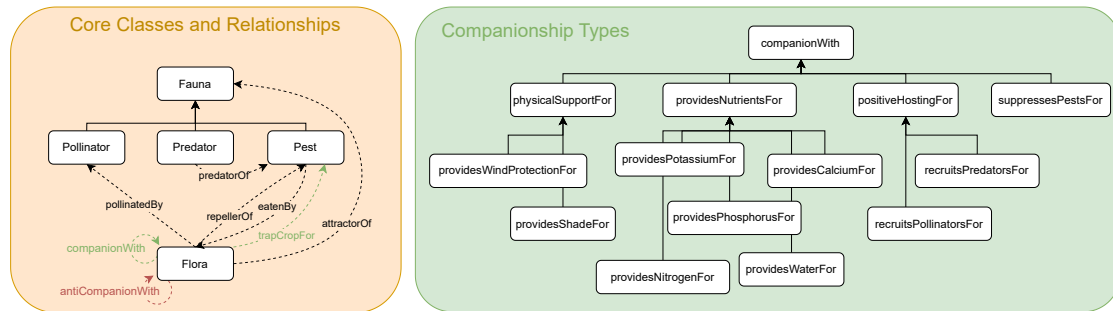 Core Classes and Relationships
Fauna
Pollinator
Predator
Pest
predatorOf
pollinatedBy
repellerOf
eatenBy
attractorOf
trapCropFor
companionWith
Flora
antiCompanionWith
Companionship Types
companionWith
physicalSupportFor
providesNutrientsFor
positiveHostingFor
suppressesPestsFor
providesWindProtectionFor
providesPotassiumFor
providesCalciumFor
recruitsPredatorsFor
providesShadeFor
providesPhosphorusFor
recruitsPollinatorsFor
providesNitrogenFor
providesWaterFor